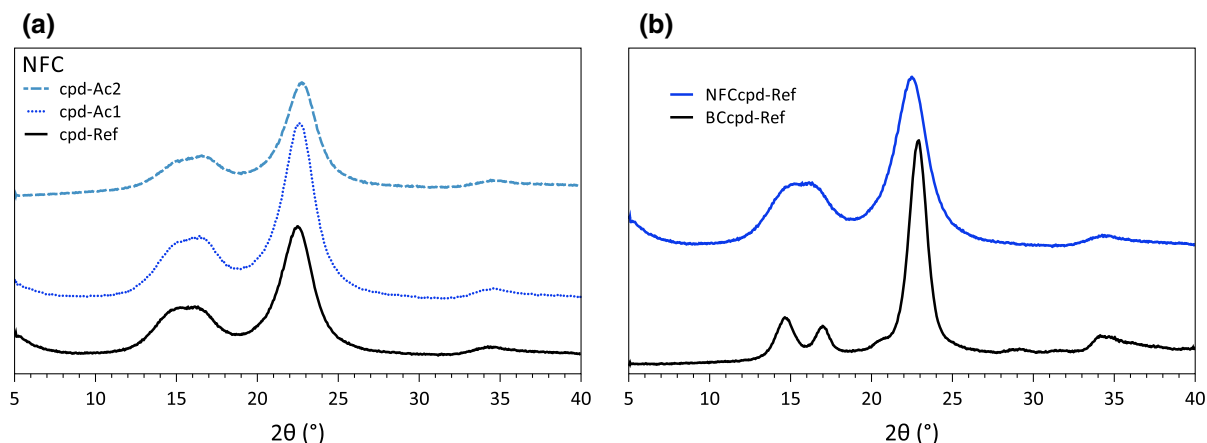 (a)
NFC
cpd-Ac2
cpd-Ac1
cpd-Ref
5 10 15 20 25 30 35 40
2θ (°)
(b)
NFCcpd-Ref
BCcpd-Ref
5 10 15 20 25 30 35 40
2θ (°)